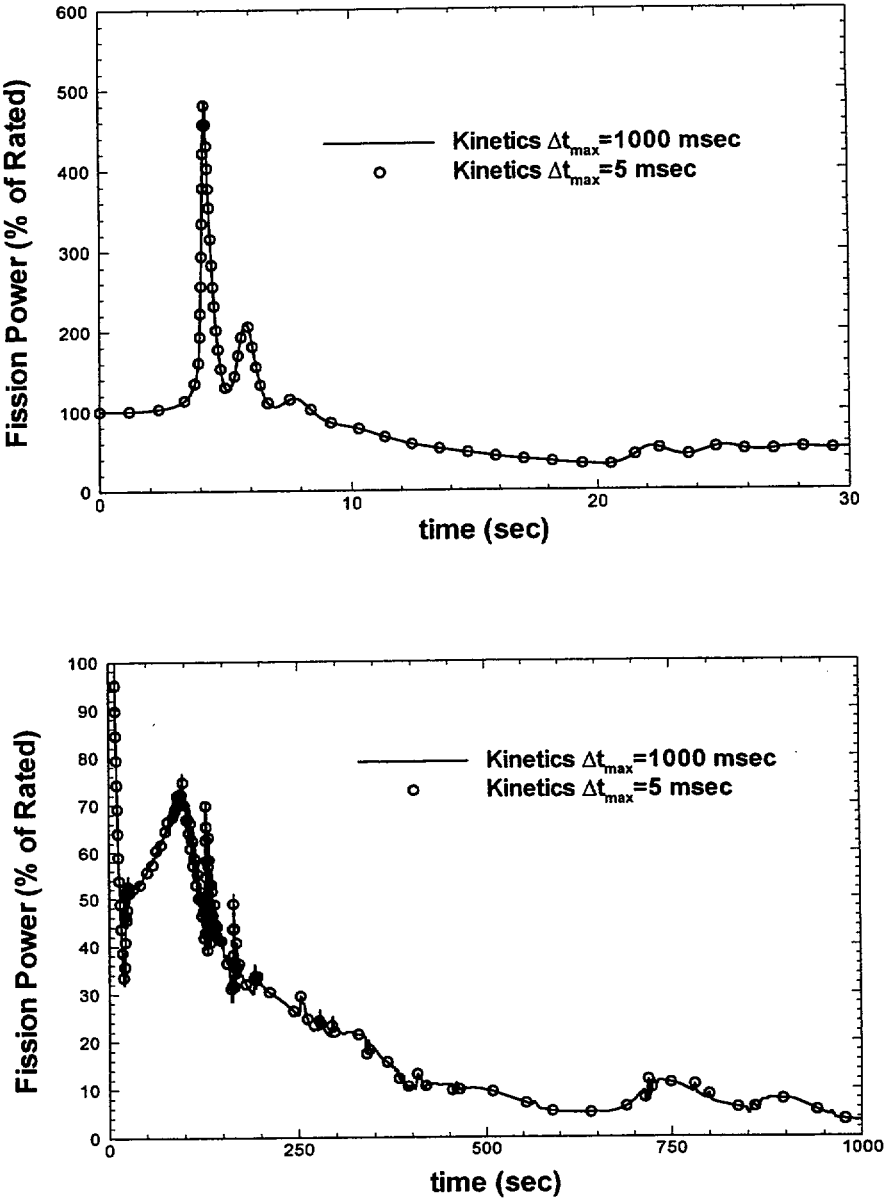 600
500
400
300
200
100
0
Fission Power (% of Rated)
Kinetics Δtmax=1000 msec
Kinetics Δtmax=5 msec
0 10 20 30
time (sec)
100
90
80
70
60
50
40
30
20
10
0
Fission Power (% of Rated)
Kinetics Δtmax=1000 msec
Kinetics Δtmax=5 msec
0 250 500 750 1000
time (sec)